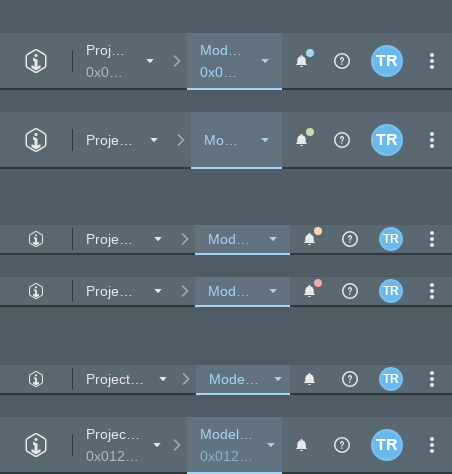 Proj... Mod...
0x0... 0x0... TR
Proje... Mo... TR
Proje... Mod... TR
Proje... Mod... TR
Project... Mode... TR
Projec... Model...
0x012... 0x012... TR